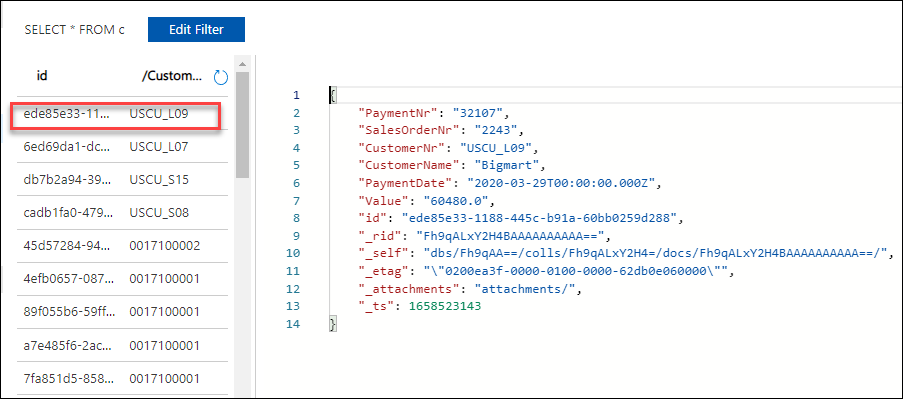 SELECT * FROM c
Edit Filter
id /Custom...
ede85e33-11... USCU_L09
6ed69da1-dc... USCU_L07
db7b2a94-39... USCU_S15
cadb1fa0-479... USCU_S08
45d57284-94... 0017100002
4efb0657-087... 0017100001
89f055b6-59ff... 0017100001
a7e485f6-2ac... 0017100001
7fa851d5-858... 0017100001
1 {
2 "PaymentNr": "32107",
3 "SalesOrderNr": "2243",
4 "CustomerNr": "USCU_L09",
5 "CustomerName": "Bigmart",
6 "PaymentDate": "2020-03-29T00:00:00.000Z",
7 "Value": "60480.0",
8 "id": "ede85e33-1188-445c-b91a-60bb0259d288",
9 "_rid": "Fh9qALxY2H4BAAAAAAAAAA==",
10 "_self": "dbs/Fh9qAA==/colls/Fh9qALxY2H4=/docs/Fh9qALxY2H4BAAAAAAAAAA==/",
11 "_etag": "\"0200ea3f-0000-0100-0000-62db0e060000\"",
12 "_attachments": "attachments/",
13 "_ts": 1658523143
14 }